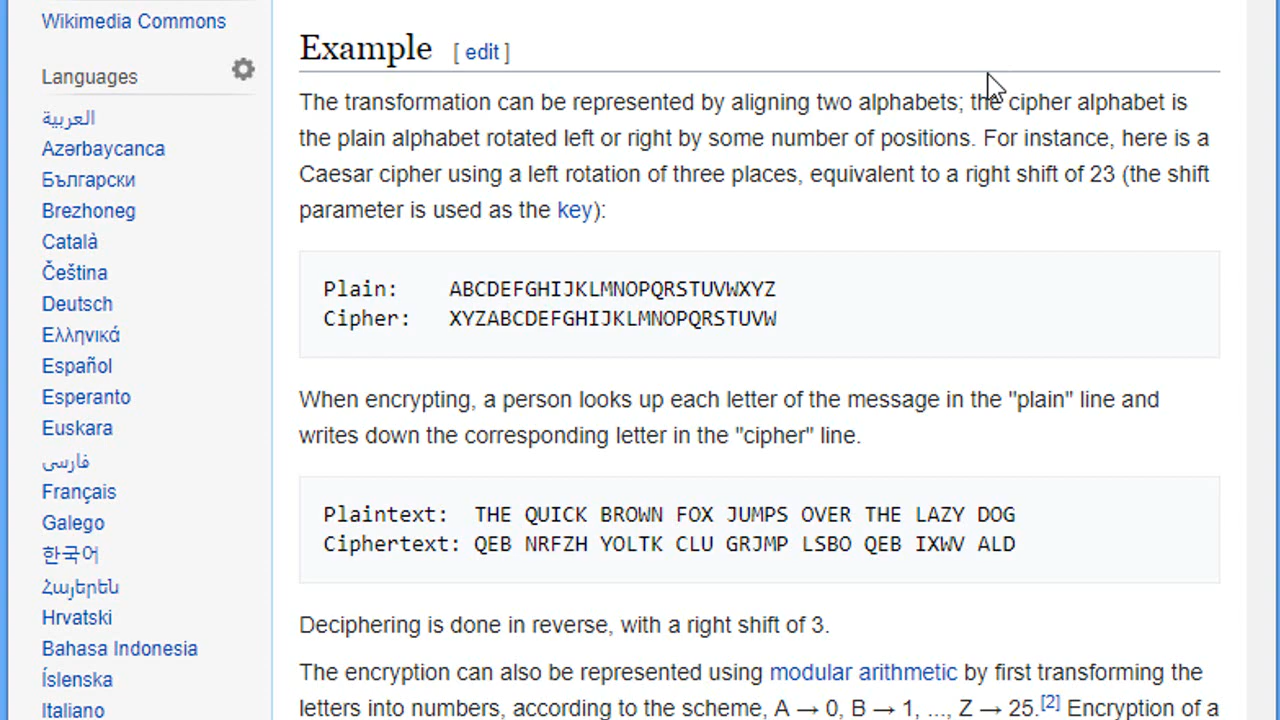 Wikimedia Commons
Languages
العربية
Azərbaycanca
Български
Brezhoneg
Català
Čeština
Deutsch
Ελληνικά
Español
Esperanto
Euskara
فارسی
Français
Galego
한국어
Հայերեն
Hrvatski
Bahasa Indonesia
Íslenska
Italiano
Example [ edit ]
The transformation can be represented by aligning two alphabets; the cipher alphabet is
the plain alphabet rotated left or right by some number of positions. For instance, here is a
Caesar cipher using a left rotation of three places, equivalent to a right shift of 23 (the shift
parameter is used as the key):
Plain: ABCDEFGHIJKLMNOPQRSTUVWXYZ
Cipher: XYZABCDEFGHIJKLMNOPQRSTUVW
When encrypting, a person looks up each letter of the message in the "plain" line and
writes down the corresponding letter in the "cipher" line.
Plaintext: THE QUICK BROWN FOX JUMPS OVER THE LAZY DOG
Ciphertext: QEB NRFZH YOLTK CLU GRJMP LSBO QEB IXWV ALD
Deciphering is done in reverse, with a right shift of 3.
The encryption can also be represented using modular arithmetic by first transforming the
letters into numbers, according to the scheme, A → 0, B → 1, ..., Z → 25.[2] Encryption of a